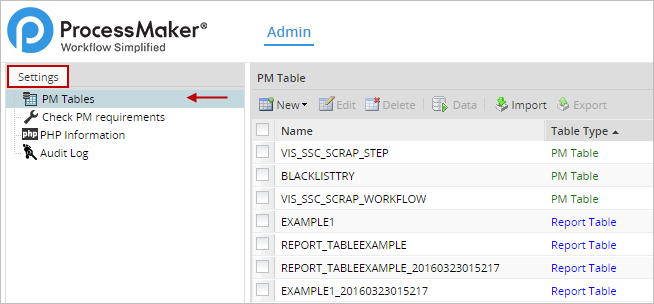 ProcessMaker®
Workflow Simplified
Admin
Settings
PM Tables
Check PM requirements
php PHP Information
Audit Log
PM Table
New Edit Delete Data Import Export
Name Table Type
VIS_SSC_SCRAP_STEP PM Table
BLACKLISTTRY PM Table
VIS_SSC_SCRAP_WORKFLOW PM Table
EXAMPLE1 Report Table
REPORT_TABLEEXAMPLE Report Table
REPORT_TABLEEXAMPLE_20160323015217 Report Table
EXAMPLE1_20160323015217 Report Table